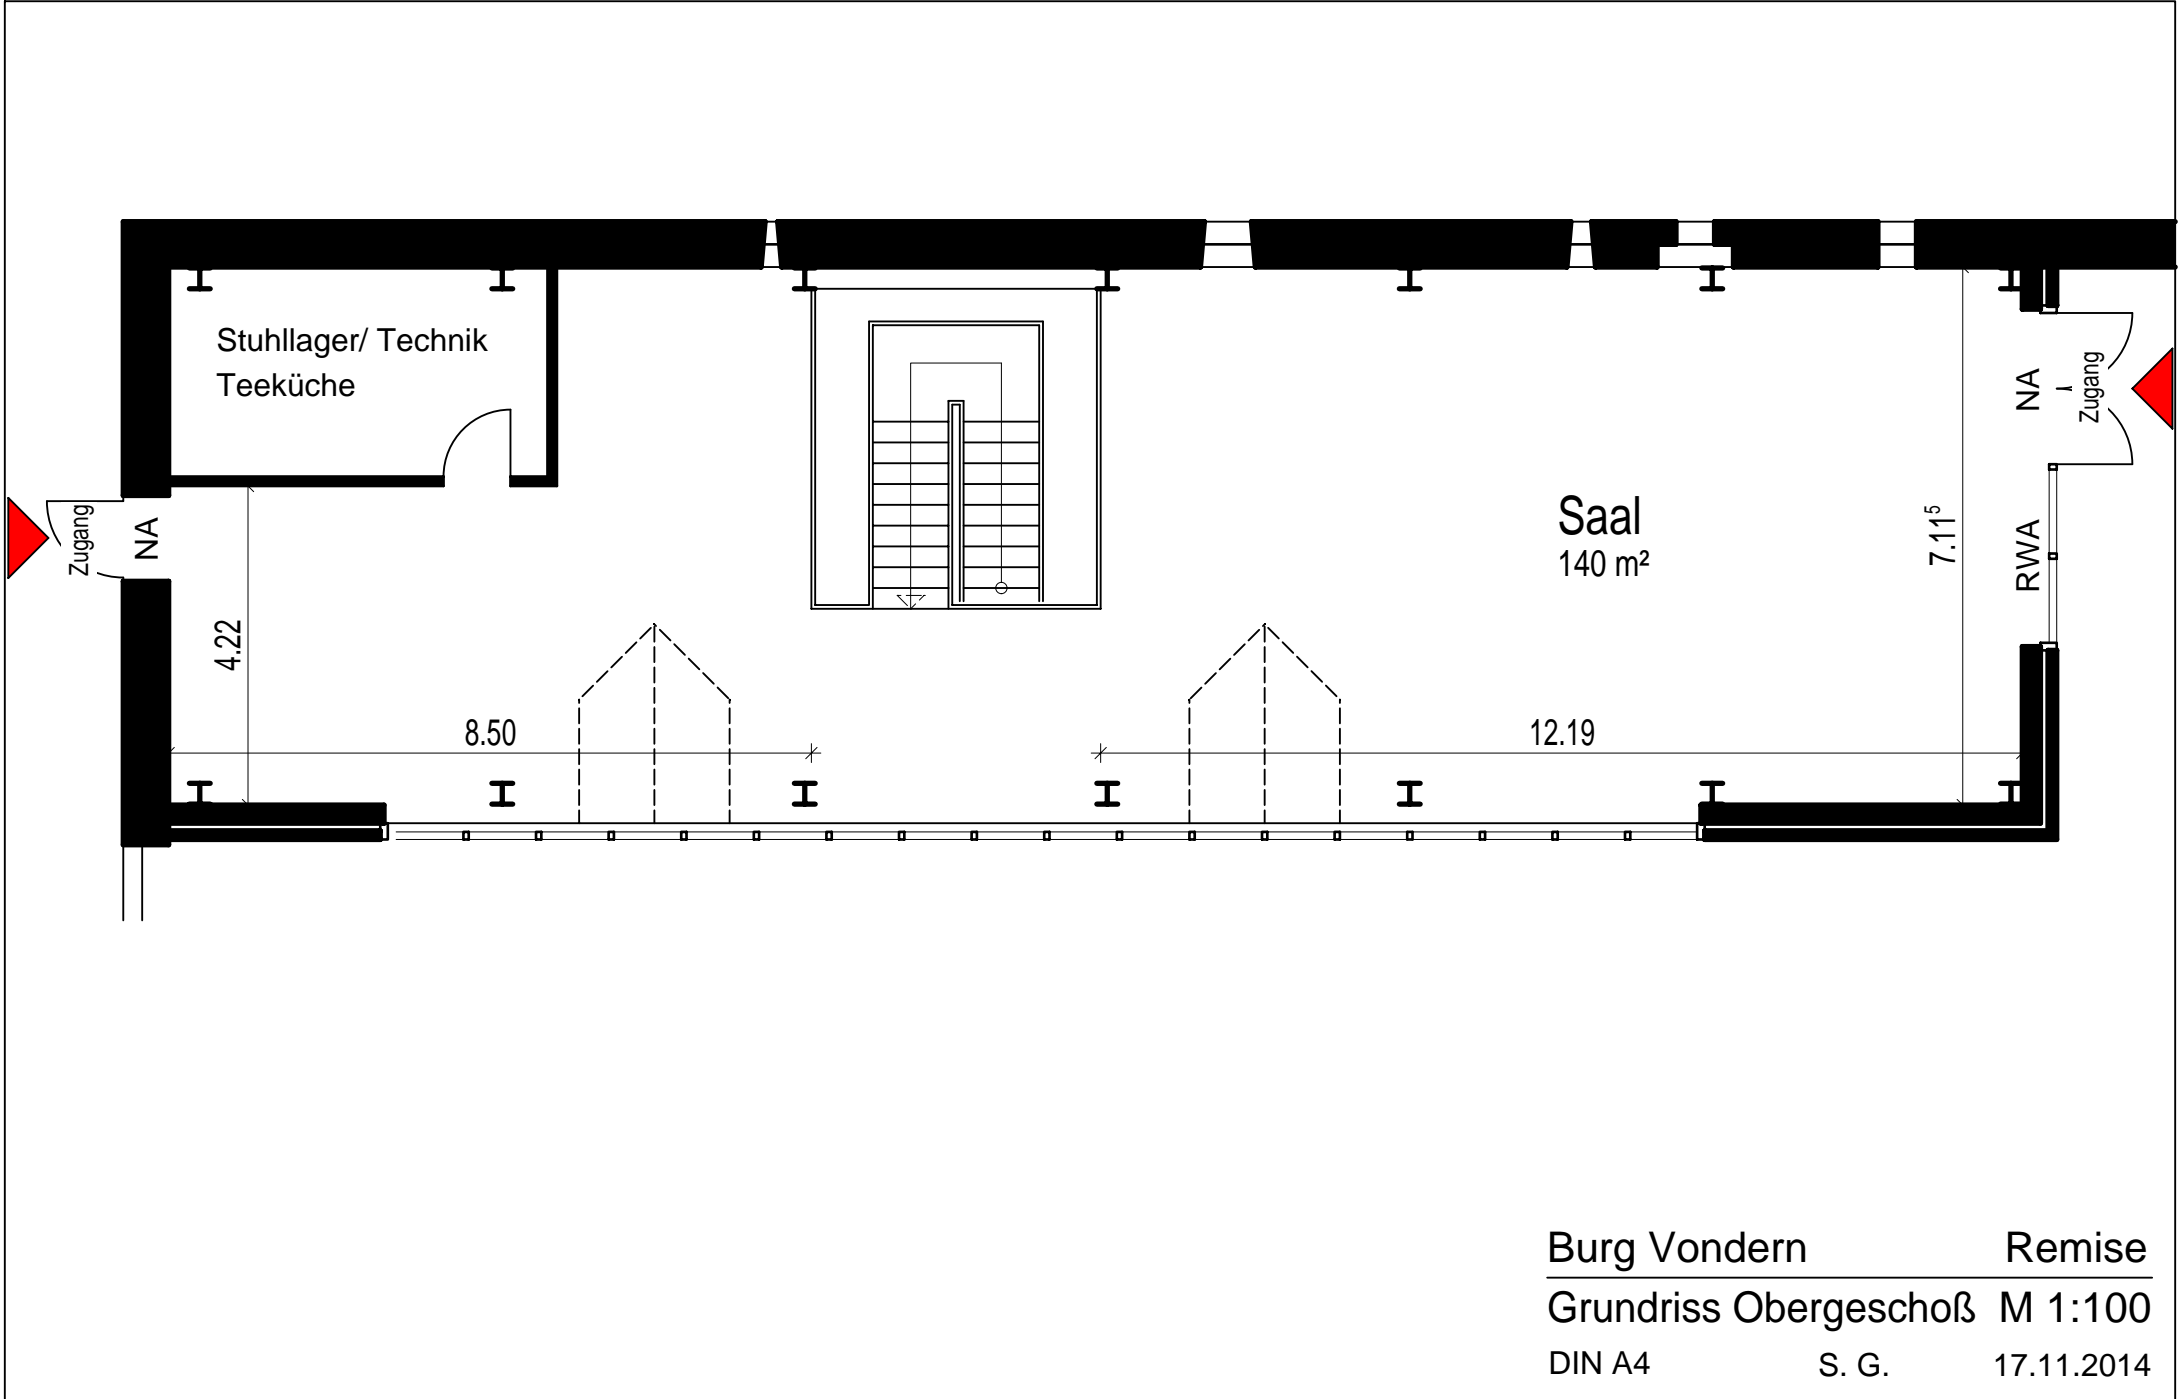 Stuhllager/ Technik
Teeküche
Zugang
NA
NA
Zugang
Saal
140 m²
7.11⁵
RWA
4.22
8.50
12.19
Burg Vondern Remise
Grundriss Obergeschoß M 1:100
DIN A4 S. G. 17.11.2014